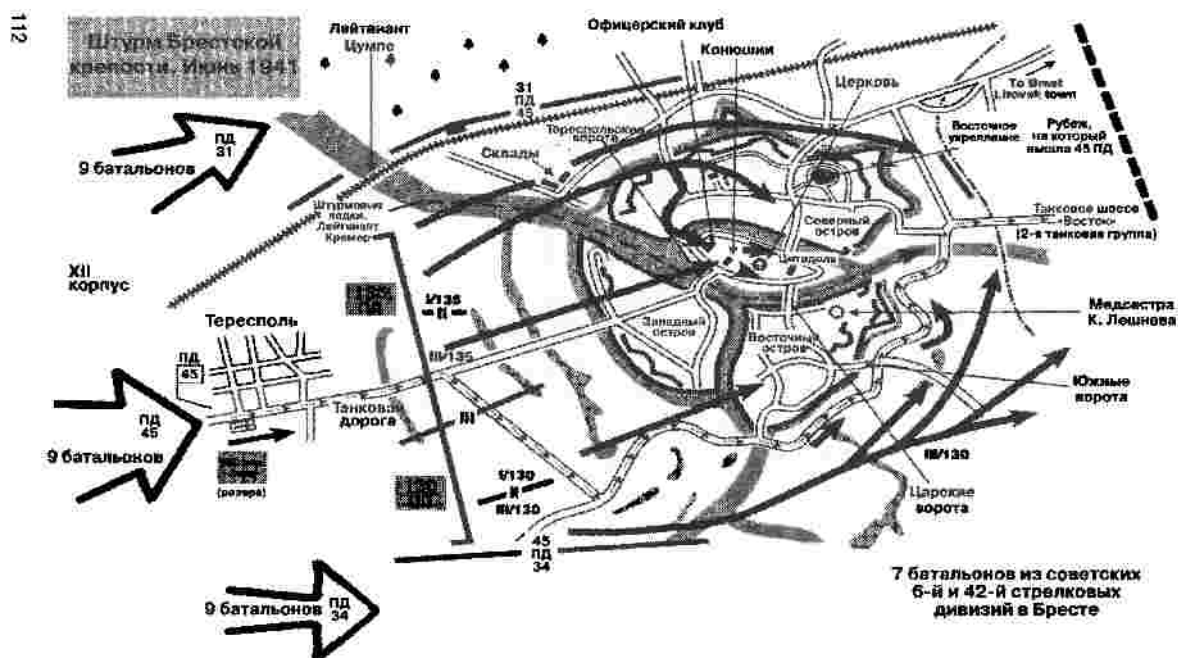 112
Штурм Брестской
крепости. Июнь 1941
Лейтенант
Цумпе
Офицерский клуб
Конюшни
Церковь
To Brest
Litovsk town
31
ПД
45
Тереспольские
ворота
Восточное
укрепление
Рубеж,
на который
вышла 45 ПД
ПД
31
9 батальонов
Склады
Штурмовые
лодки.
Лейтенант
Кремер
Северный
остров
Танковое шоссе
«Восток»
(2-я танковая группа)
Цитадель
XII
корпус
I/135
II
Медсестра
К. Лешнева
Тересполь
Западный
остров
Восточный
остров
ПД
45
III/135
Южные
ворота
Танковая
дорога
III
ПД
45
9 батальонов
(резерв)
I/130
II
III/130
III/130
Царские
ворота
45
ПД
34
7 батальонов из советских
6-й и 42-й стрелковых
дивизий в Бресте
9 батальонов
ПД
34